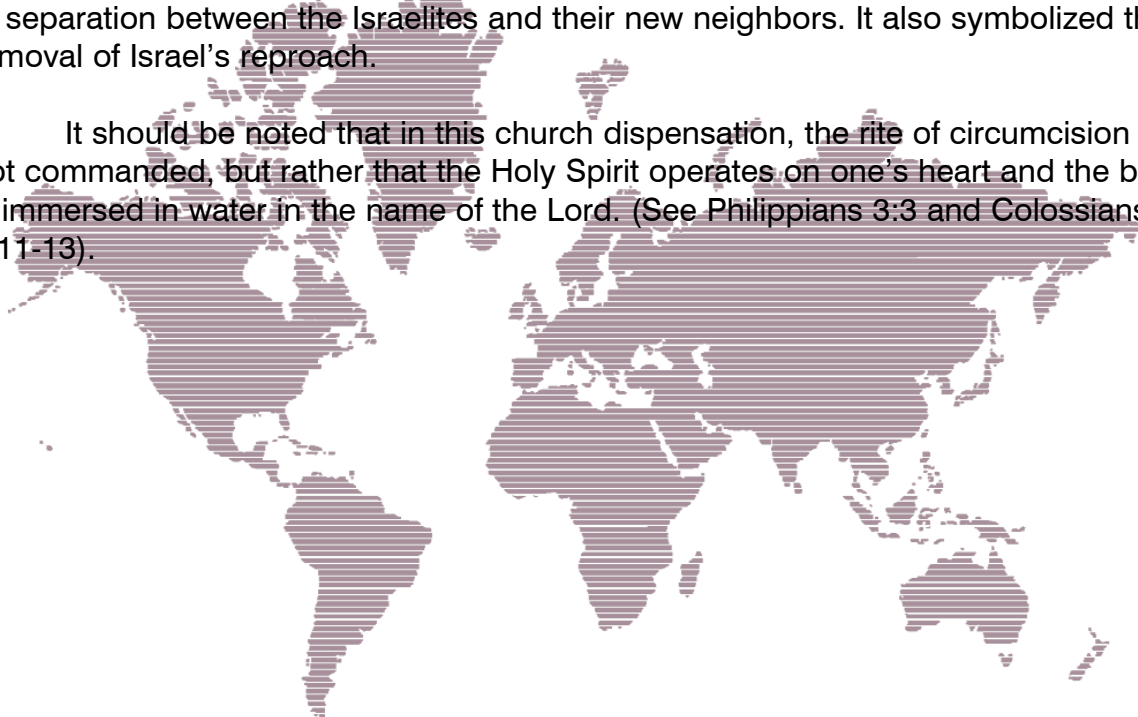 separation between the Israelites and their new neighbors. It also symbolized th
moval of Israel’s reproach.
It should be noted that in this church dispensation, the rite of circumcision
ot commanded, but rather that the Holy Spirit operates on one’s heart and the b
immersed in water in the name of the Lord. (See Philippians 3:3 and Colossians
11-13).